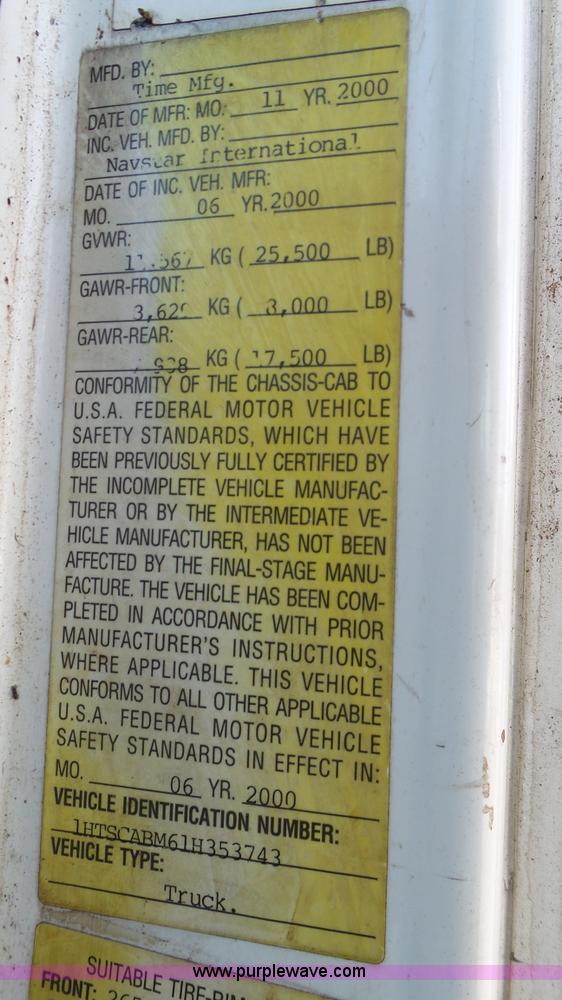 MFD. BY:
Time Mfg.
DATE OF MFR: MO. 11 YR. 2000
INC. VEH. MFD. BY:
Navstar International
DATE OF INC. VEH. MFR:
MO. 06 YR. 2000
GVWR:
KG ( 25,500 LB)
GAWR-FRONT:
KG ( 8,000 LB)
GAWR-REAR:
KG ( 17,500 LB)
CONFORMITY OF THE CHASSIS-CAB TO
U.S.A. FEDERAL MOTOR VEHICLE
SAFETY STANDARDS, WHICH HAVE
BEEN PREVIOUSLY FULLY CERTIFIED BY
THE INCOMPLETE VEHICLE MANUFAC-
TURER OR BY THE INTERMEDIATE VE-
HICLE MANUFACTURER, HAS NOT BEEN
AFFECTED BY THE FINAL-STAGE MANU-
FACTURE. THE VEHICLE HAS BEEN COM-
PLETED IN ACCORDANCE WITH PRIOR
MANUFACTURER'S INSTRUCTIONS,
WHERE APPLICABLE. THIS VEHICLE
CONFORMS TO ALL OTHER APPLICABLE
U.S.A. FEDERAL MOTOR VEHICLE
SAFETY STANDARDS IN EFFECT IN:
MO. 06 YR. 2000
VEHICLE IDENTIFICATION NUMBER:
1HTSCABM61H353743
VEHICLE TYPE:
Truck.
SUITABLE TIRE-RIM
FRONT:
www.purplewave.com